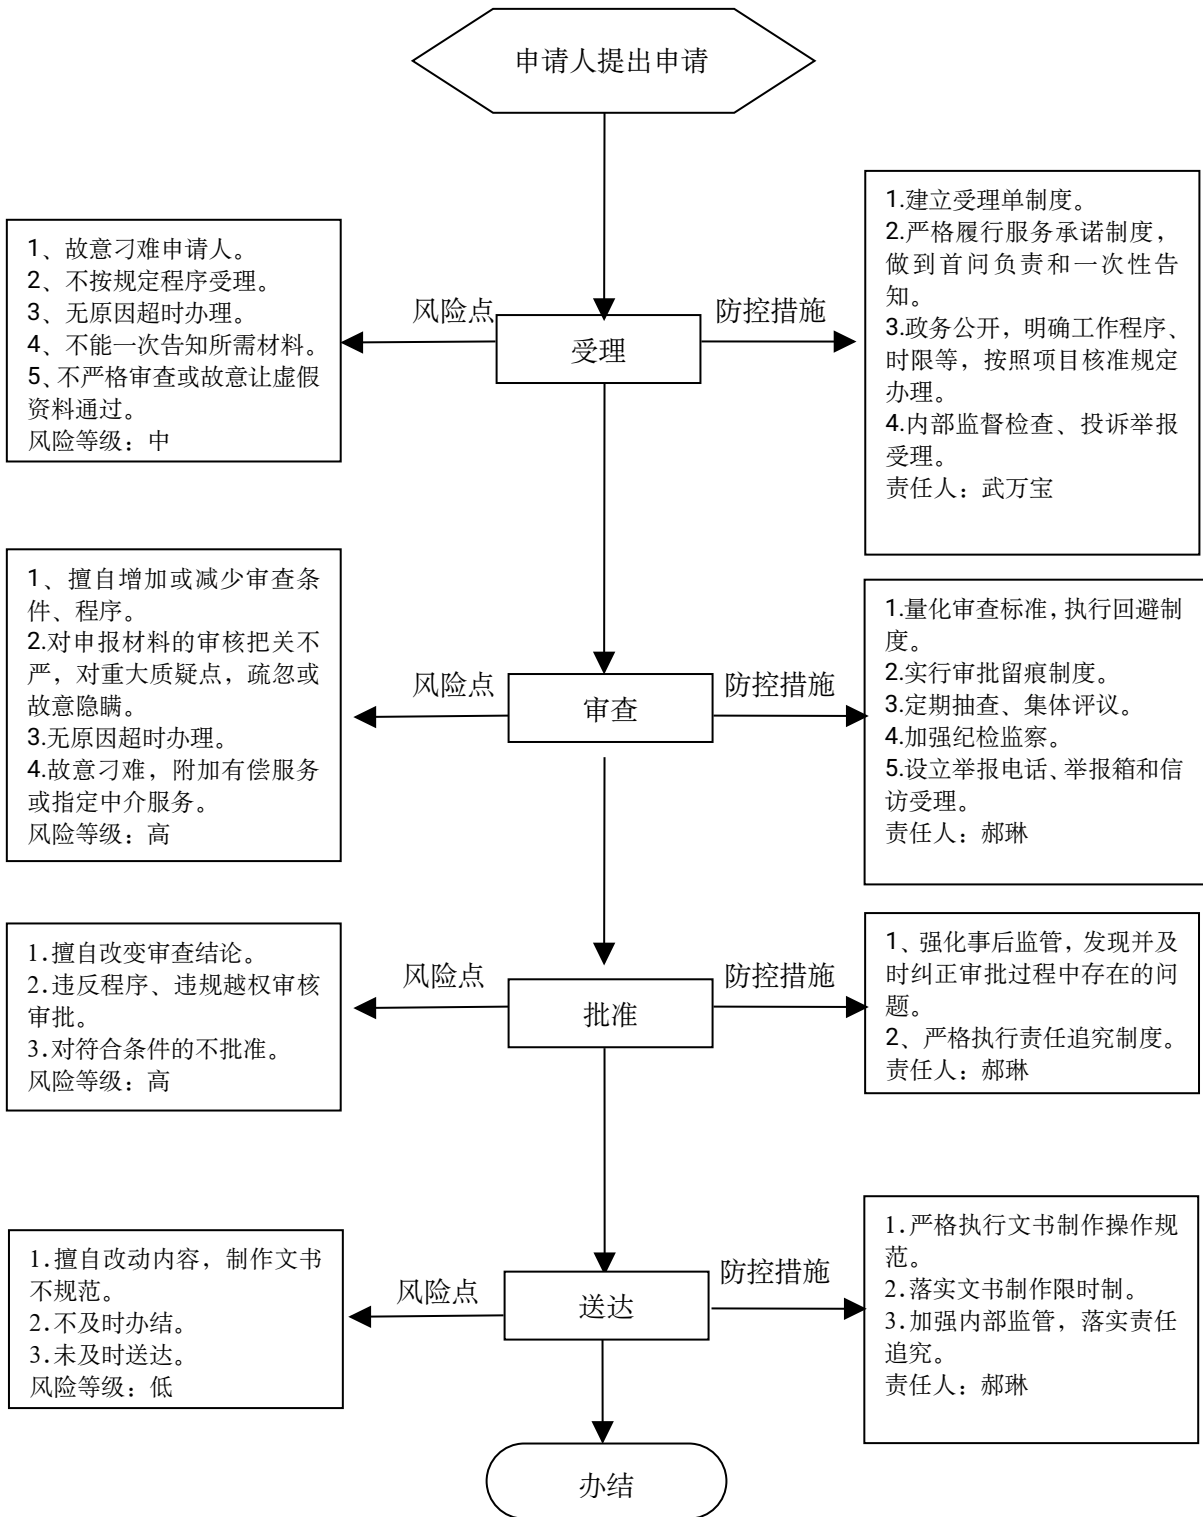 申请人提出申请
1、故意刁难申请人。
2、不按规定程序受理。
3、无原因超时办理。
4、不能一次告知所需材料。
5、不严格审查或故意让虚假
资料通过。
风险等级：中
风险点
受理
防控措施
1.建立受理单制度。
2.严格履行服务承诺制度，
做到首问负责和一次性告
知。
3.政务公开，明确工作程序、
时限等，按照项目核准规定
办理。
4.内部监督检查、投诉举报
受理。
责任人：武万宝
1、擅自增加或减少审查条
件、程序。
2.对申报材料的审核把关不
严，对重大质疑点，疏忽或
故意隐瞒。
3.无原因超时办理。
4.故意刁难，附加有偿服务
或指定中介服务。
风险等级：高
风险点
审查
防控措施
1.量化审查标准，执行回避制
度。
2.实行审批留痕制度。
3.定期抽查、集体评议。
4.加强纪检监察。
5.设立举报电话、举报箱和信
访受理。
责任人：郝琳
1.擅自改变审查结论。
2.违反程序、违规越权审核
审批。
3.对符合条件的不批准。
风险等级：高
风险点
批准
防控措施
1、强化事后监管，发现并及
时纠正审批过程中存在的问
题。
2、严格执行责任追究制度。
责任人：郝琳
1.擅自改动内容，制作文书
不规范。
2.不及时办结。
3.未及时送达。
风险等级：低
风险点
送达
防控措施
1.严格执行文书制作操作规
范。
2.落实文书制作限时制。
3.加强内部监管，落实责任
追究。
责任人：郝琳
办结